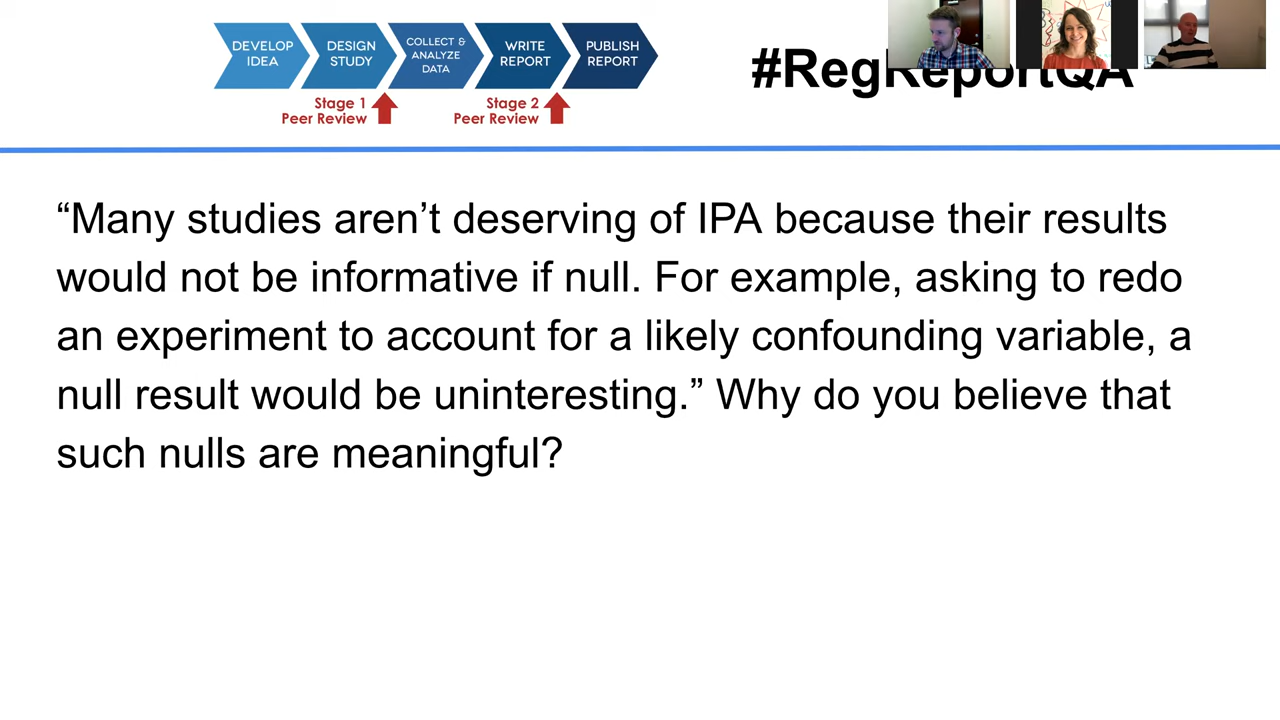 DEVELOP IDEA
DESIGN STUDY
COLLECT & ANALYZE DATA
WRITE REPORT
PUBLISH REPORT
Stage 1 Peer Review
Stage 2 Peer Review
#RegReportQA
“Many studies aren’t deserving of IPA because their results
would not be informative if null. For example, asking to redo
an experiment to account for a likely confounding variable, a
null result would be uninteresting.” Why do you believe that
such nulls are meaningful?